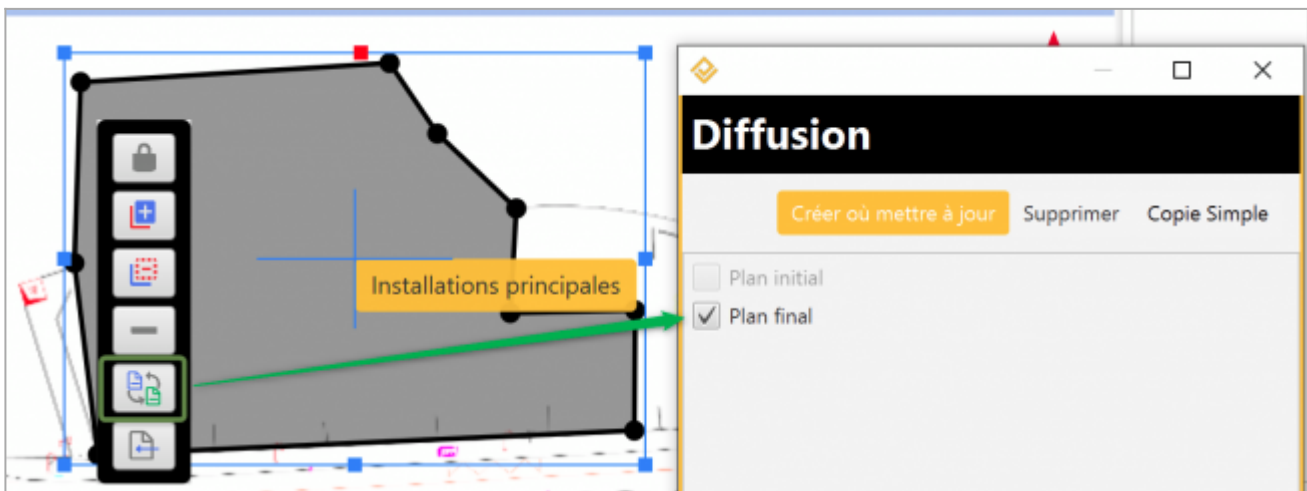 Diffusion
Créer où mettre à jour Supprimer Copie Simple
Installations principales
Plan initial
Plan final